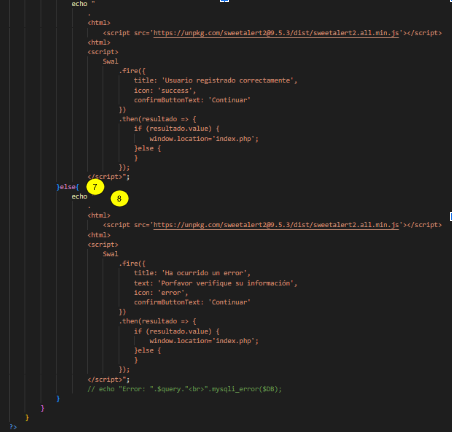 echo "
.
<html>
<script src='https://unpkg.com/sweetalert2@9.5.3/dist/sweetalert2.all.min.js'></script>
<html>
<script>
Swal
.fire({
title: 'Usuario registrado correctamente',
icon: 'success',
confirmButtonText: 'Continuar'
})
.then(resultado => {
if (resultado.value) {
window.location='index.php';
}else {
}
});
</script>";
}else{ 7
echo 8
.
<html>
<script src='https://unpkg.com/sweetalert2@9.5.3/dist/sweetalert2.all.min.js'></script>
<html>
<script>
Swal
.fire({
title: 'Ha ocurrido un error',
text: 'Porfavor verifique su información',
icon: 'error',
confirmButtonText: 'Continuar'
})
.then(resultado => {
if (resultado.value) {
window.location='index.php';
}else {
}
});
</script>";
// echo "Error: ".$query."<br>".mysqli_error($DB);
}
}
}
?>